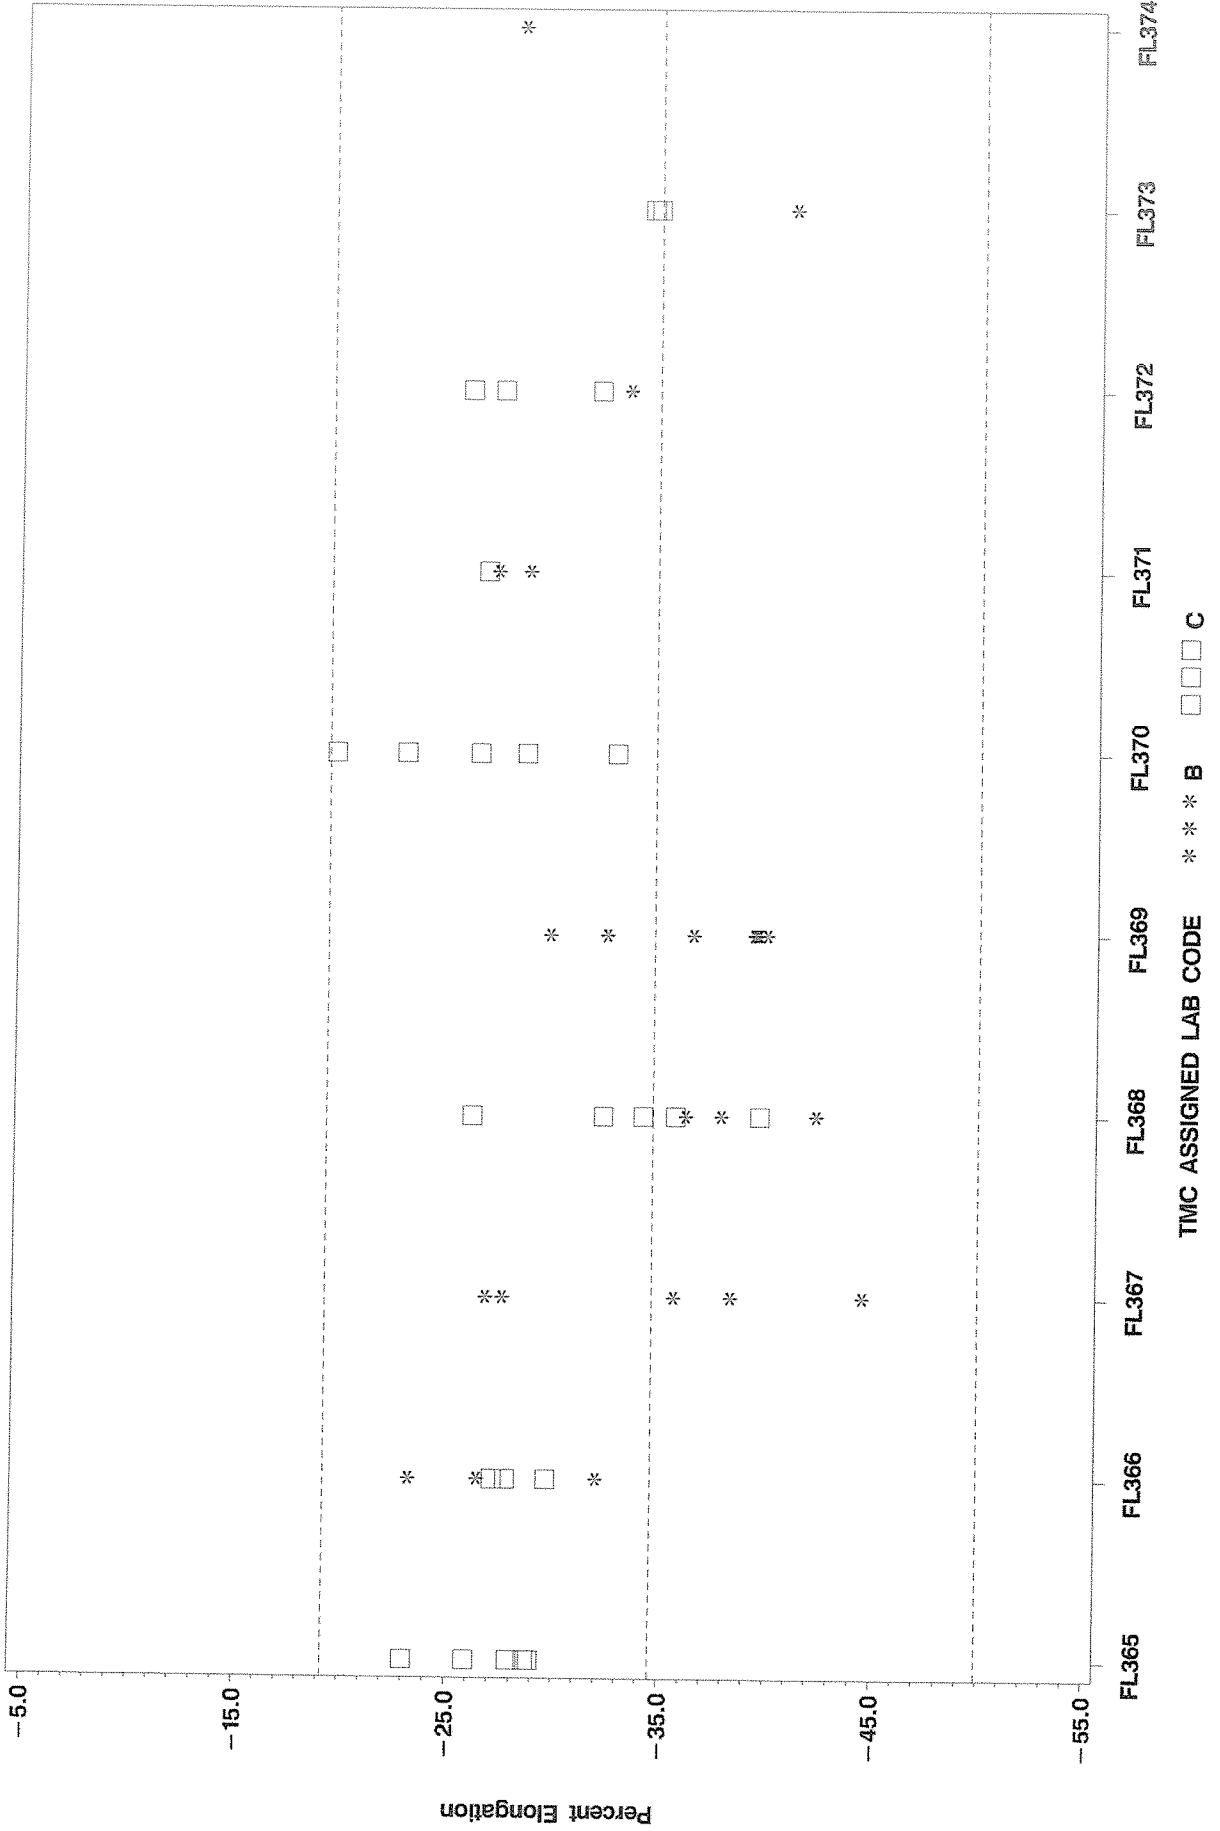 Percent Elongation
−5.0
−15.0
−25.0
−35.0
−45.0
−55.0
FL365
FL366
FL367
FL368
FL369
FL370
FL371
FL372
FL373
FL374
TMC ASSIGNED LAB CODE * * * B □ □ □ C